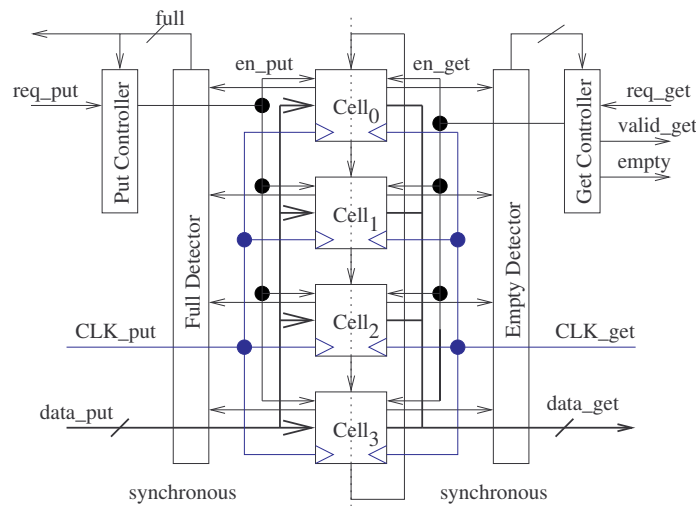 full
en_put
en_get
req_put
req_get
valid_get
empty
Put Controller
Get Controller
Cell0
Cell1
Cell2
Cell3
Full Detector
Empty Detector
CLK_put
CLK_get
data_put
data_get
synchronous
synchronous